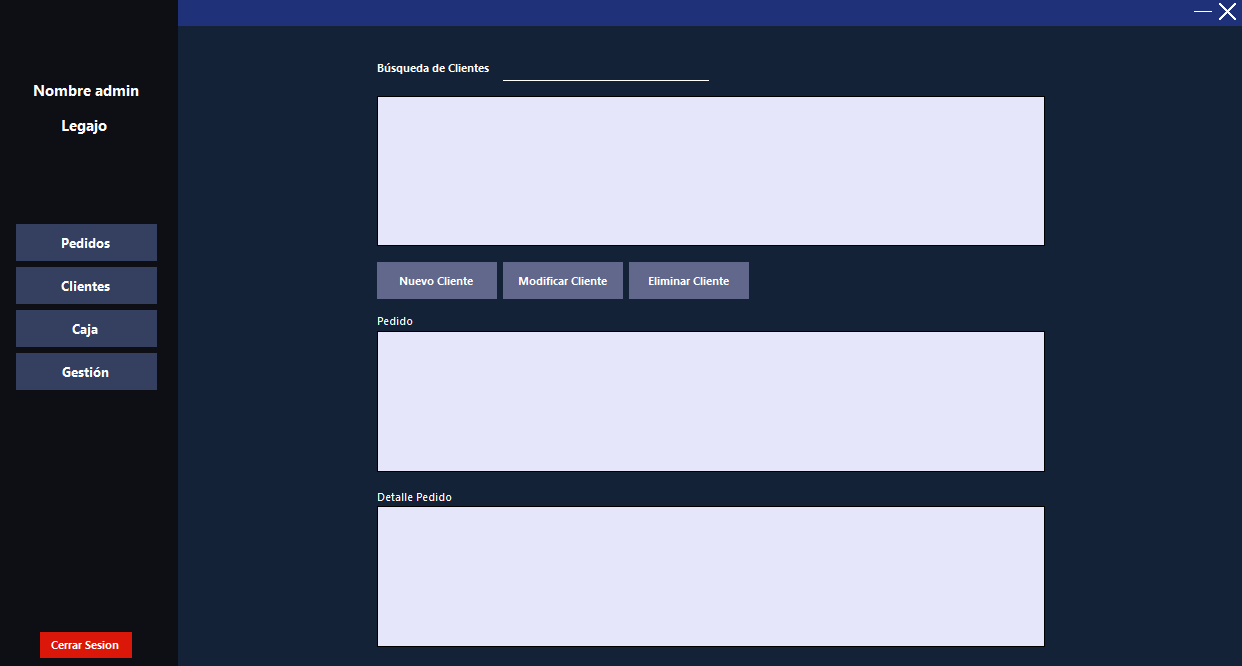 Nombre admin
Legajo
Pedidos
Clientes
Caja
Gestión
Cerrar Sesion
Búsqueda de Clientes
Nuevo Cliente
Modificar Cliente
Eliminar Cliente
Pedido
Detalle Pedido